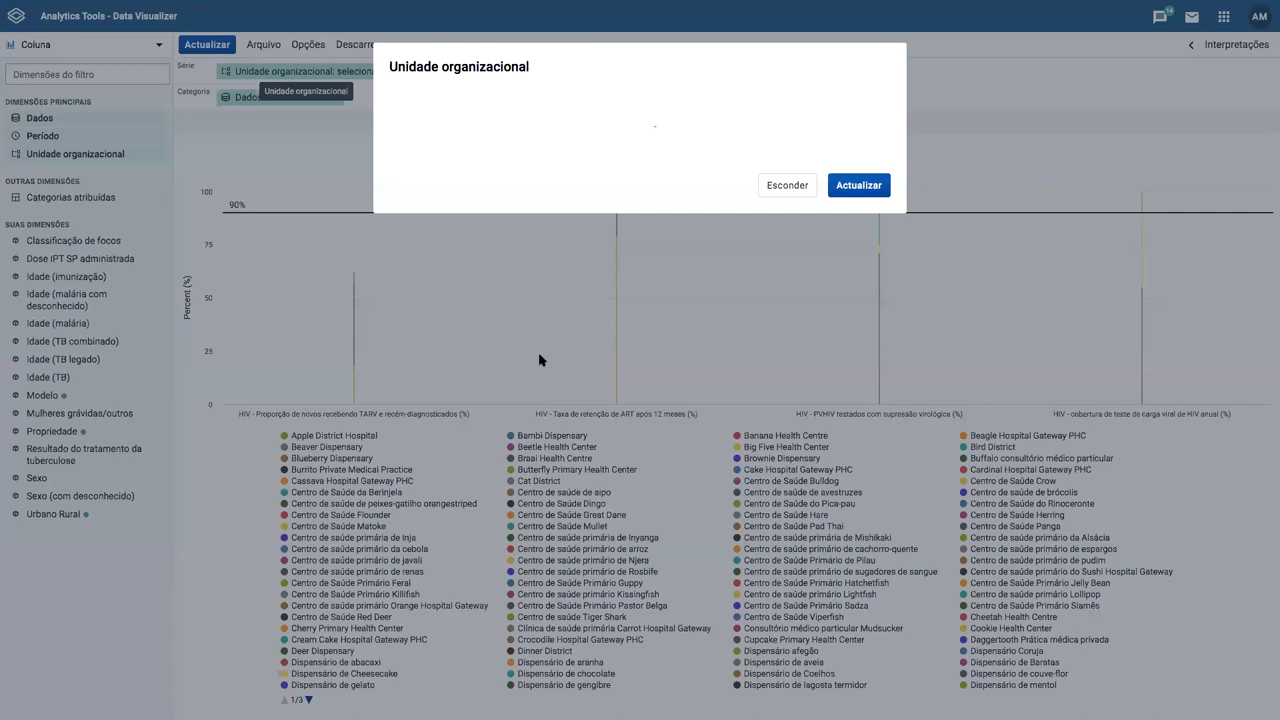 Analytics Tools - Data Visualizer
14
AM
Coluna
Actualizar
Arquivo
Opções
Descarre
Interpretações
Dimensões do filtro
Série
Unidade organizacional: selecion
Categoria
Dados
Unidade organizacional
DIMENSÕES PRINCIPAIS
Dados
Período
Unidade organizacional
OUTRAS DIMENSÕES
Categorias atribuídas
SUAS DIMENSÕES
Classificação de focos
Dose IPT SP administrada
Idade (imunização)
Idade (malária com
desconhecido)
Idade (malária)
Idade (TB combinado)
Idade (TB legado)
Idade (TB)
Modelo
Mulheres grávidas/outros
Propriedade
Resultado do tratamento da
tuberculose
Sexo
Sexo (com desconhecido)
Urbano Rural
Unidade organizacional
Esconder
Actualizar
100
90%
75
50
25
0
Percent (%)
HIV - Proporção de novos recebendo TARV e recém-diagnosticados (%)
HIV - Taxa de retenção de ART após 12 meses (%)
HIV - PVHIV testados com supressão virológica (%)
HIV - cobertura de teste de carga viral de HIV anual (%)
Apple District Hospital
Bambi Dispensary
Banana Health Centre
Beagle Hospital Gateway PHC
Beaver Dispensary
Beetle Health Center
Big Five Health Center
Bird District
Blueberry Dispensary
Braai Health Centre
Brownie Dispensary
Buffalo consultório médico particular
Burrito Private Medical Practice
Butterfly Primary Health Center
Cake Hospital Gateway PHC
Cardinal Hospital Gateway PHC
Cassava Hospital Gateway PHC
Cat District
Centro de Saúde Bulldog
Centro de Saúde Crow
Centro de Saúde da Berinjela
Centro de saúde de aipo
Centro de saúde de avestruzes
Centro de saúde de brócolis
Centro de saúde de peixes-gatilho orangestriped
Centro de Saúde Dingo
Centro de Saúde do Pica-pau
Centro de Saúde do Rinoceronte
Centro de Saúde Flounder
Centro de Saúde Great Dane
Centro de Saúde Hare
Centro de Saúde Herring
Centro de Saúde Matoke
Centro de Saúde Mullet
Centro de Saúde Pad Thai
Centro de Saúde Panga
Centro de saúde primária de Inja
Centro de saúde primária de Inyanga
Centro de saúde primária de Mishikaki
Centro de saúde primário da Alsácia
Centro de saúde primário da cebola
Centro de saúde primário de arroz
Centro de saúde primário de cachorro-quente
Centro de saúde primário de espargos
Centro de saúde primário de javali
Centro de saúde primário de Njera
Centro de Saúde Primário de Pilau
Centro de saúde primário de pudim
Centro de saúde primário de renas
Centro de saúde primário de Rosbife
Centro de saúde primário de sugadores de sangue
Centro de saúde primário do Sushi Hospital Gateway
Centro de Saúde Primário Feral
Centro de Saúde Primário Guppy
Centro de Saúde Primário Hatchetfish
Centro de Saúde Primário Jelly Bean
Centro de saúde primário Killifish
Centro de saúde primário Kissingfish
Centro de saúde primário Lightfish
Centro de saúde primário Lollipop
Centro de saúde primário Orange Hospital Gateway
Centro de Saúde Primário Pastor Belga
Centro de Saúde Primário Sadza
Centro de Saúde Primário Siamês
Centro de Saúde Red Deer
Centro de saúde Tiger Shark
Centro de Saúde Viperfish
Cheetah Health Centre
Cherry Primary Health Center
Clínica de saúde primária Carrot Hospital Gateway
Consultório médico particular Mudsucker
Cookie Health Center
Cream Cake Hospital Gateway PHC
Crocodile Hospital Gateway PHC
Cupcake Primary Health Center
Daggertooth Prática médica privada
Deer Dispensary
Dinner District
Dispensário afegão
Dispensário Coruja
Dispensário de abacaxi
Dispensário de aranha
Dispensário de aveia
Dispensário de Baratas
Dispensário de Cheesecake
Dispensário de chocolate
Dispensário de Coelhos
Dispensário de couve-flor
Dispensário de gelato
Dispensário de gengibre
Dispensário de lagosta termidor
Dispensário de mentol
1/3